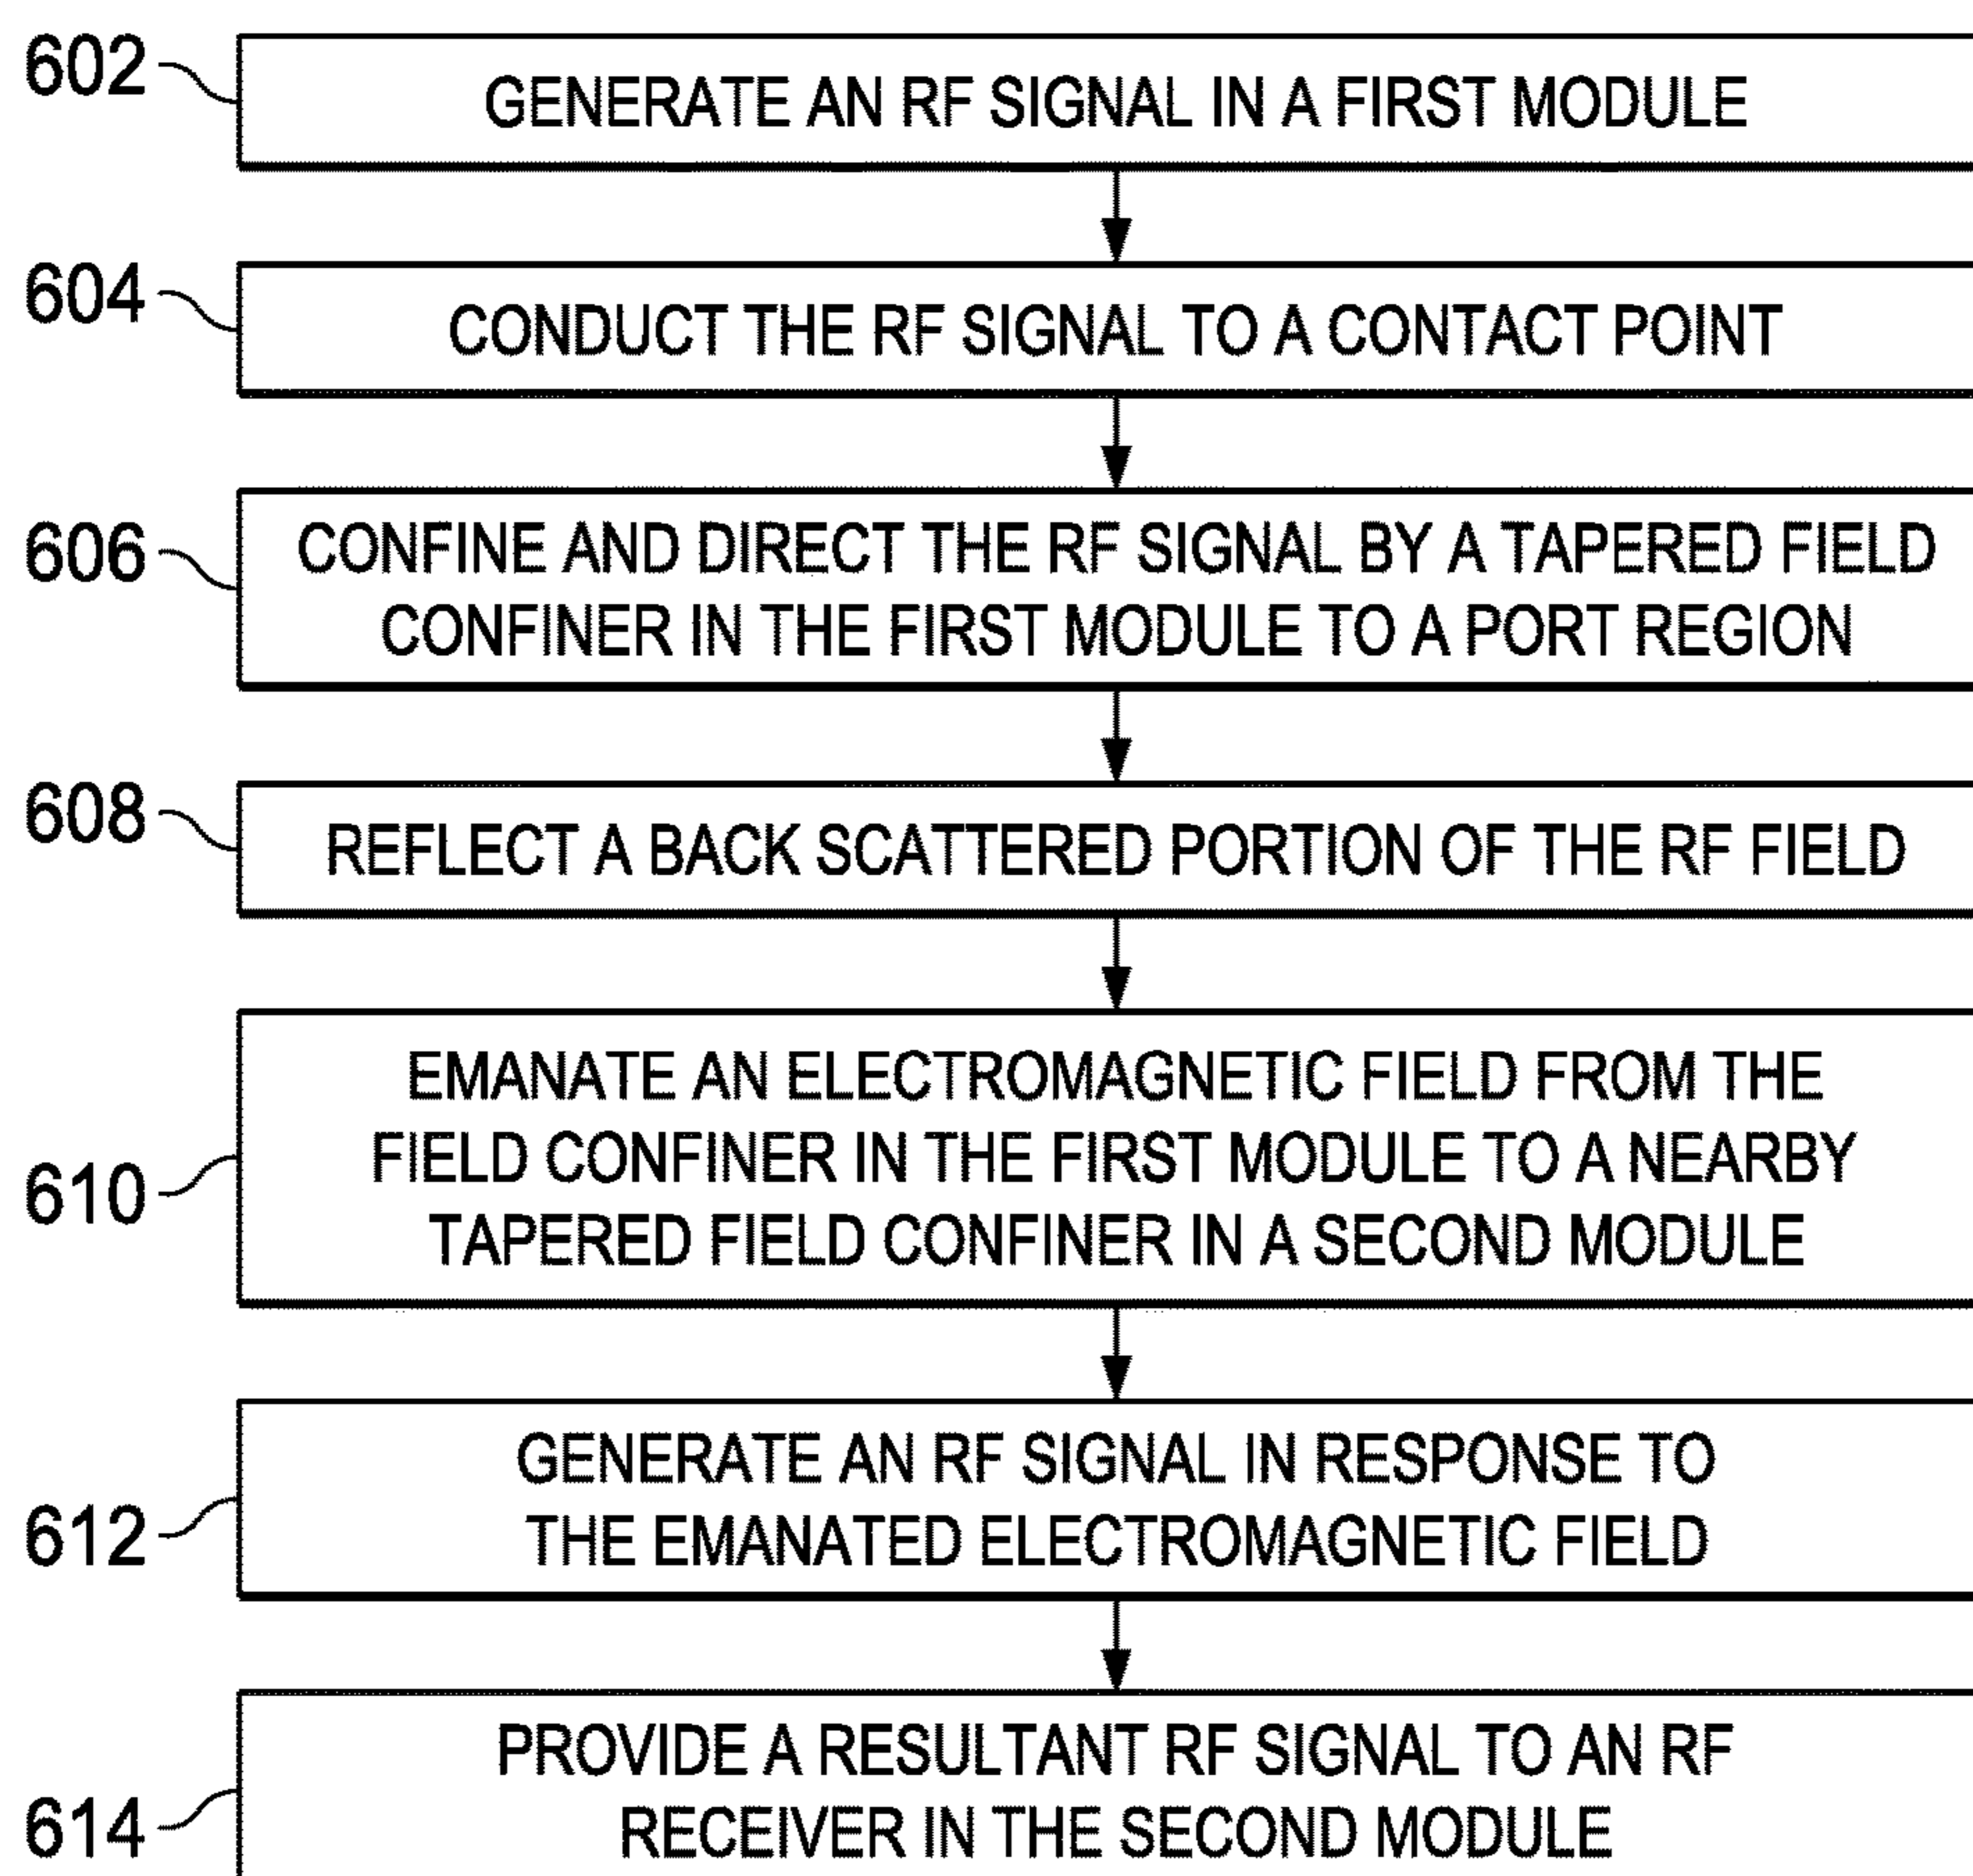 602
GENERATE AN RF SIGNAL IN A FIRST MODULE
604
CONDUCT THE RF SIGNAL TO A CONTACT POINT
606
CONFINE AND DIRECT THE RF SIGNAL BY A TAPERED FIELD
CONFINER IN THE FIRST MODULE TO A PORT REGION
608
REFLECT A BACK SCATTERED PORTION OF THE RF FIELD
610
EMANATE AN ELECTROMAGNETIC FIELD FROM THE
FIELD CONFINER IN THE FIRST MODULE TO A NEARBY
TAPERED FIELD CONFINER IN A SECOND MODULE
612
GENERATE AN RF SIGNAL IN RESPONSE TO
THE EMANATED ELECTROMAGNETIC FIELD
614
PROVIDE A RESULTANT RF SIGNAL TO AN RF
RECEIVER IN THE SECOND MODULE